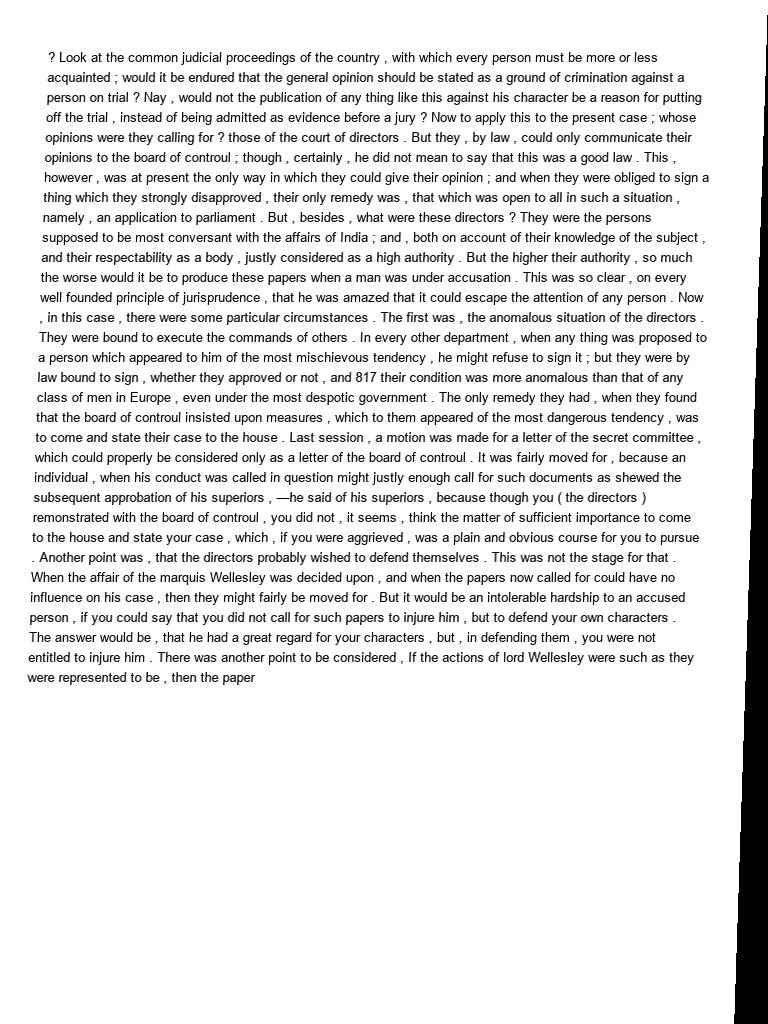 ? Look at the common judicial proceedings of the country , with which every person must be more or less
acquainted ; would it be endured that the general opinion should be stated as a ground of crimination against a
person on trial ? Nay , would not the publication of any thing like this against his character be a reason for putting
off the trial , instead of being admitted as evidence before a jury ? Now to apply this to the present case ; whose
opinions were they calling for ? those of the court of directors . But they , by law , could only communicate their
opinions to the board of controul ; though , certainly , he did not mean to say that this was a good law . This ,
however , was at present the only way in which they could give their opinion ; and when they were obliged to sign a
thing which they strongly disapproved , their only remedy was , that which was open to all in such a situation ,
namely , an application to parliament . But , besides , what were these directors ? They were the persons
supposed to be most conversant with the affairs of India ; and , both on account of their knowledge of the subject ,
and their respectability as a body , justly considered as a high authority . But the higher their authority , so much
the worse would it be to produce these papers when a man was under accusation . This was so clear , on every
well founded principle of jurisprudence , that he was amazed that it could escape the attention of any person . Now
, in this case , there were some particular circumstances . The first was , the anomalous situation of the directors .
They were bound to execute the commands of others . In every other department , when any thing was proposed to
a person which appeared to him of the most mischievous tendency , he might refuse to sign it ; but they were by
law bound to sign , whether they approved or not , and 817 their condition was more anomalous than that of any
class of men in Europe , even under the most despotic government . The only remedy they had , when they found
that the board of controul insisted upon measures , which to them appeared of the most dangerous tendency , was
to come and state their case to the house . Last session , a motion was made for a letter of the secret committee ,
which could properly be considered only as a letter of the board of controul . It was fairly moved for , because an
individual , when his conduct was called in question might justly enough call for such documents as shewed the
subsequent approbation of his superiors , —he said of his superiors , because though you ( the directors )
remonstrated with the board of controul , you did not , it seems , think the matter of sufficient importance to come
to the house and state your case , which , if you were aggrieved , was a plain and obvious course for you to pursue
. Another point was , that the directors probably wished to defend themselves . This was not the stage for that .
When the affair of the marquis Wellesley was decided upon , and when the papers now called for could have no
influence on his case , then they might fairly be moved for . But it would be an intolerable hardship to an accused
person , if you could say that you did not call for such papers to injure him , but to defend your own characters .
The answer would be , that he had a great regard for your characters , but , in defending them , you were not
entitled to injure him . There was another point to be considered , If the actions of lord Wellesley were such as they
were represented to be , then the paper